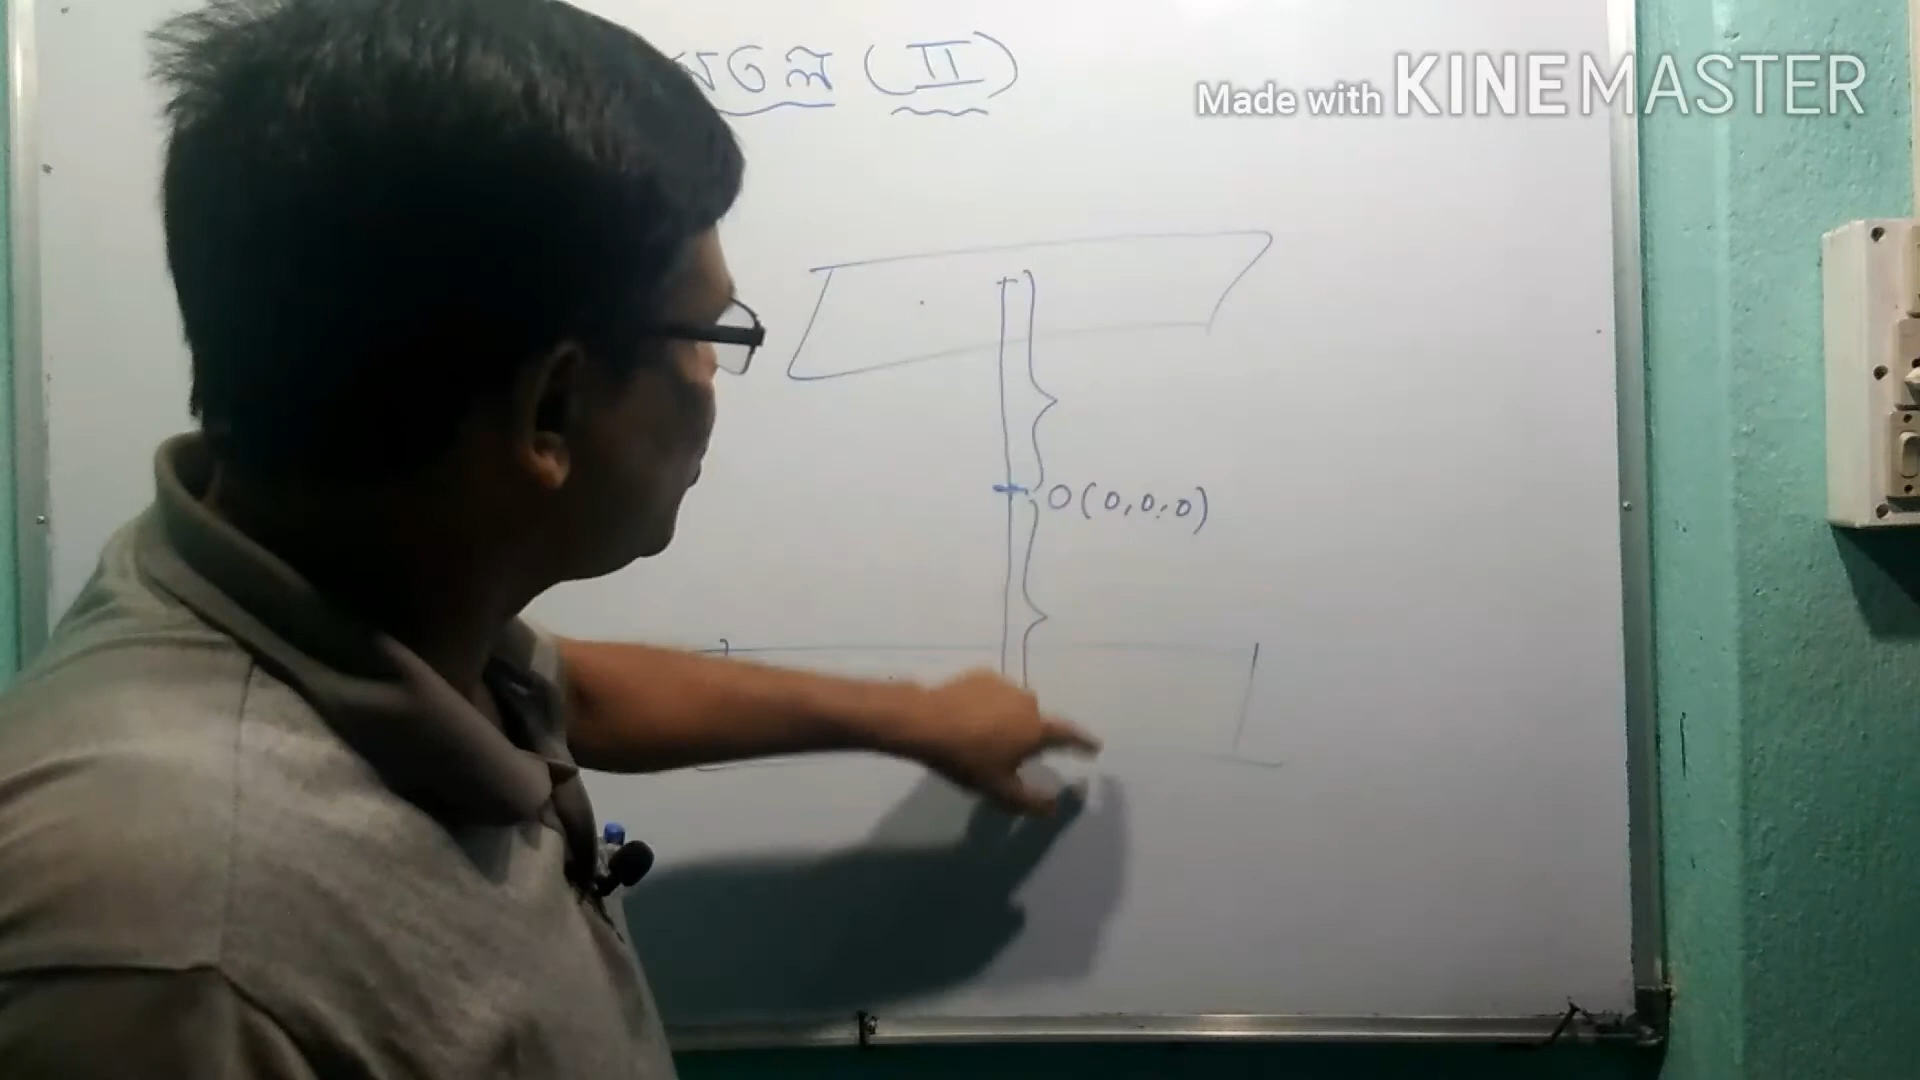 তল (II)
Made with KINEMASTER
O(0,0,0)